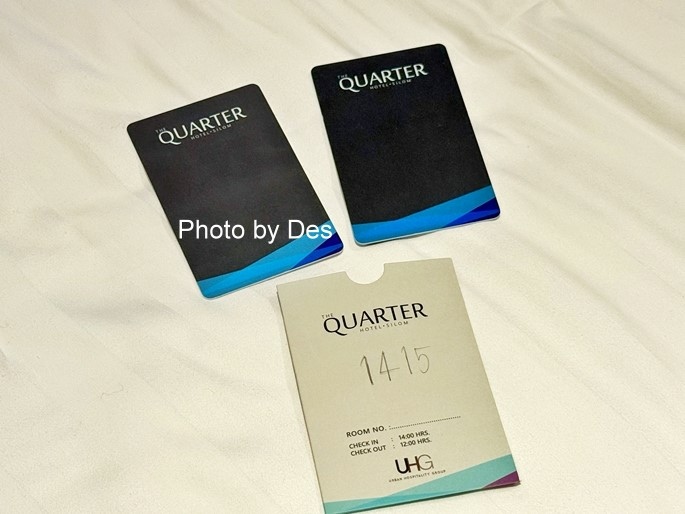 THE QUARTER
HOTEL•SILOM
THE QUARTER
HOTEL•SILOM
Photo by Des
THE QUARTER
HOTEL•SILOM
1415
ROOM NO. :
CHECK IN : 14:00 HRS.
CHECK OUT : 12:00 HRS.
UHG
URBAN HOSPITALITY GROUP